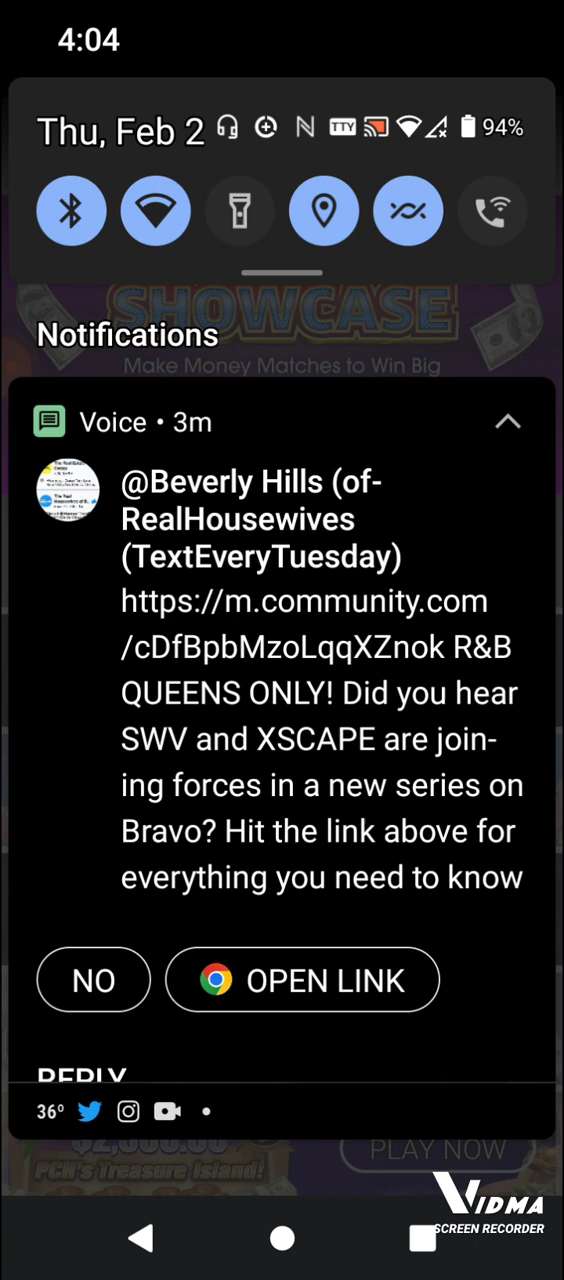 4:04
Thu, Feb 2
TTY
94%
SHOWCASE
Notifications
Make Money Matches to Win Big
Voice • 3m
@Beverly Hills (of-
RealHousewives
(TextEveryTuesday)
https://m.community.com
/cDfBpbMzoLqqXZnok R&B
QUEENS ONLY! Did you hear
SWV and XSCAPE are join-
ing forces in a new series on
Bravo? Hit the link above for
everything you need to know
NO
OPEN LINK
REPLY
36º
PLAY NOW
PCH's Treasure Island!
VIDMA
SCREEN RECORDER